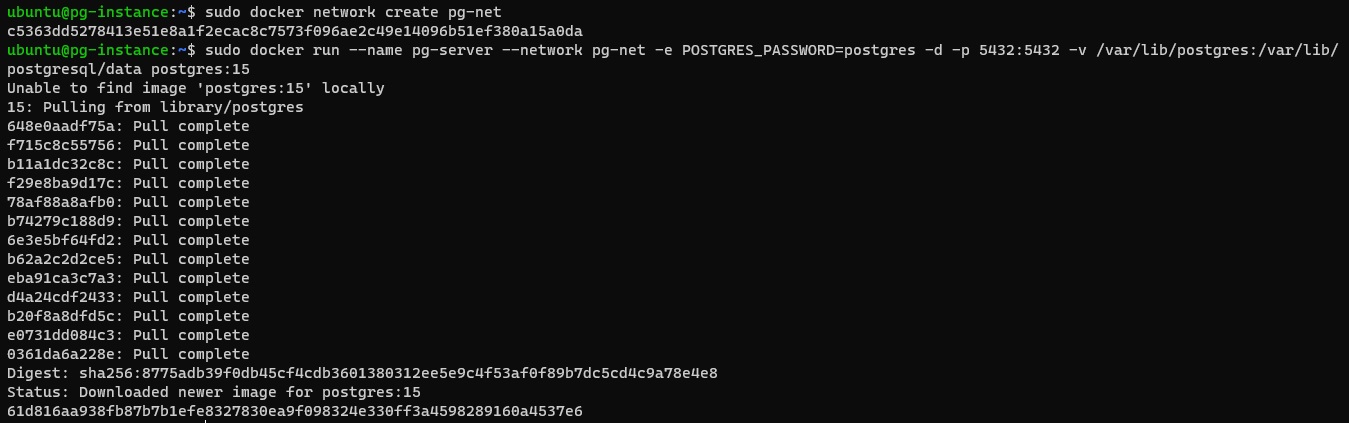 ubuntu@pg-instance:~$ sudo docker network create pg-net
c5363dd5278413e51e8a1f2ecac8c7573f096ae2c49e14096b51ef380a15a0da
ubuntu@pg-instance:~$ sudo docker run --name pg-server --network pg-net -e POSTGRES_PASSWORD=postgres -d -p 5432:5432 -v /var/lib/postgres:/var/lib/
postgresql/data postgres:15
Unable to find image 'postgres:15' locally
15: Pulling from library/postgres
648e0aadf75a: Pull complete
f715c8c55756: Pull complete
b11a1dc32c8c: Pull complete
f29e8ba9d17c: Pull complete
78af88a8afb0: Pull complete
b74279c188d9: Pull complete
6e3e5bf64fd2: Pull complete
b62a2c2d2ce5: Pull complete
eba91ca3c7a3: Pull complete
d4a24cdf2433: Pull complete
b20f8a8dfd5c: Pull complete
e0731dd084c3: Pull complete
0361da6a228e: Pull complete
Digest: sha256:8775adb39f0db45cf4cdb3601380312ee5e9c4f53af0f89b7dc5cd4c9a78e4e8
Status: Downloaded newer image for postgres:15
61d816aa938fb87b7b1efe8327830ea9f098324e330ff3a4598289160a4537e6